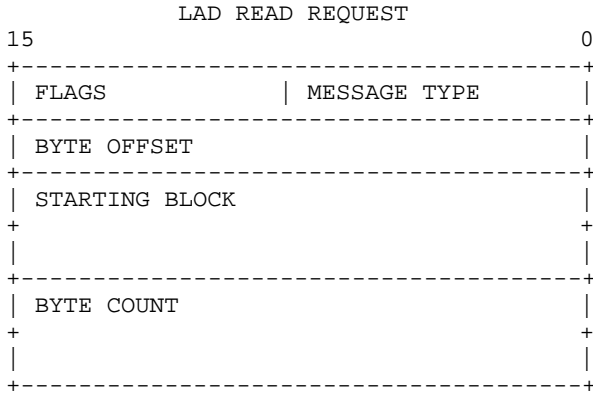 LAD READ REQUEST
15 0
FLAGS MESSAGE TYPE
BYTE OFFSET
STARTING BLOCK
BYTE COUNT